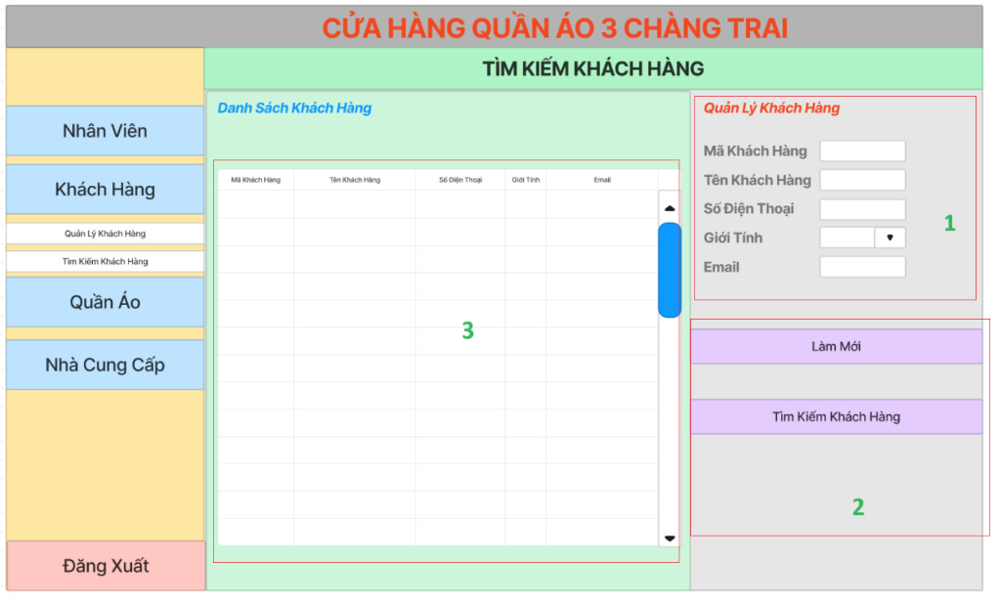 CỬA HÀNG QUẦN ÁO 3 CHÀNG TRAI
TÌM KIẾM KHÁCH HÀNG
Nhân Viên
Khách Hàng
Quản Lý Khách Hàng
Tìm Kiếm Khách Hàng
Quần Áo
Nhà Cung Cấp
Đăng Xuất
Danh Sách Khách Hàng
Mã Khách Hàng Tên Khách Hàng Số Điện Thoại Giới Tính Email
3
Quản Lý Khách Hàng
Mã Khách Hàng
Tên Khách Hàng
Số Điện Thoại
Giới Tính
Email
1
Làm Mới
Tìm Kiếm Khách Hàng
2